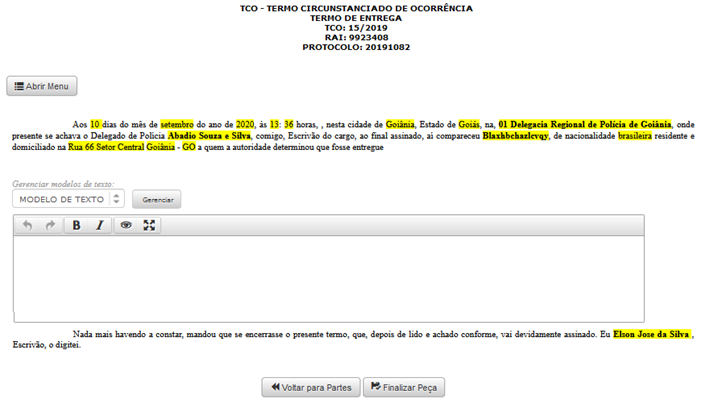 TCO - TERMO CIRCUNSTANCIADO DE OCORRÊNCIA
TERMO DE ENTREGA
TCO: 15/2019
RAI: 9923408
PROTOCOLO: 20191082
Abrir Menu
Aos 10 dias do mês de setembro do ano de 2020, às 13: 36 horas, , nesta cidade de Goiânia, Estado de Goiás, na, 01 Delegacia Regional de Polícia de Goiânia, onde
presente se achava o Delegado de Polícia Abadio Souza e Silva, comigo, Escrivão do cargo, ao final assinado, aí compareceu Blaxhbchazlcvqy, de nacionalidade brasileira residente e
domiciliado na Rua 66 Setor Central Goiânia - GO a quem a autoridade determinou que fosse entregue
Gerenciar modelos de texto:
MODELO DE TEXTO Gerenciar
B I
Nada mais havendo a constar, mandou que se encerrasse o presente termo, que, depois de lido e achado conforme, vai devidamente assinado. Eu Elson Jose da Silva ,
Escrivão, o digitei.
Voltar para Partes Finalizar Peça